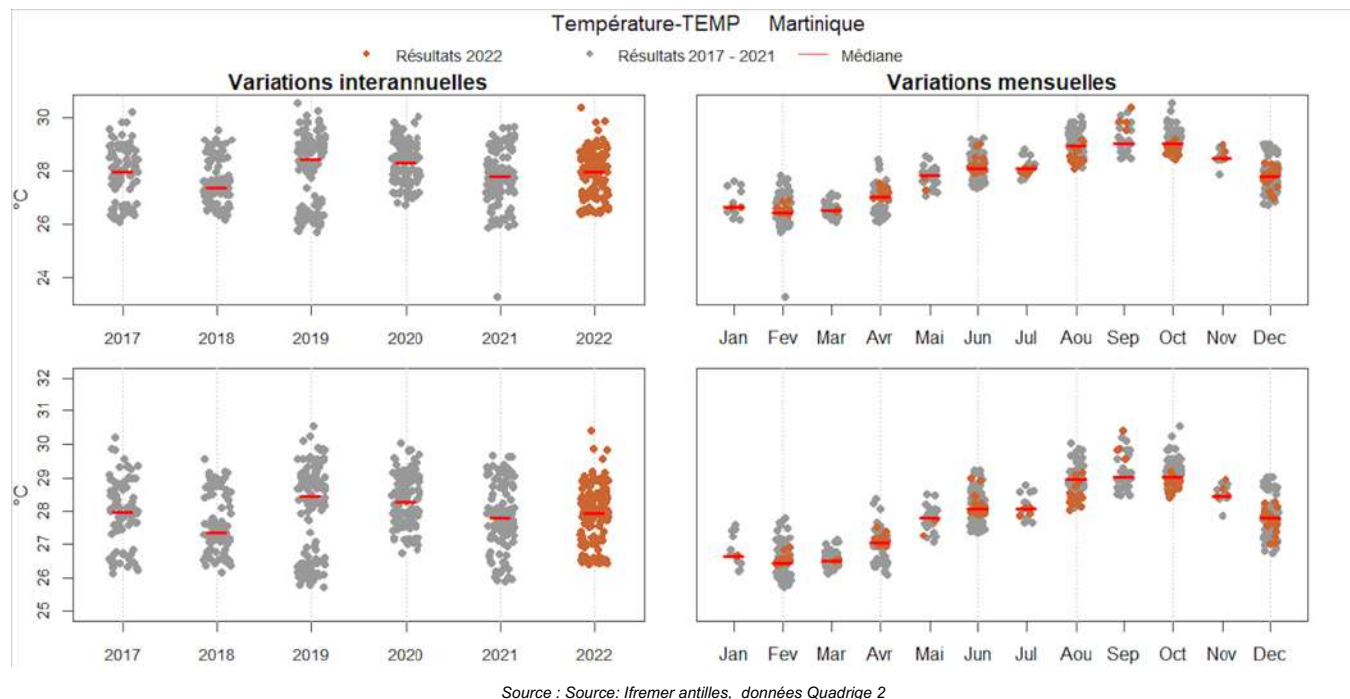 Température-TEMP Martinique
Résultats 2022 Résultats 2017 - 2021 Médiane
Variations interannuelles Variations mensuelles
30
28
26
24
°C
2017 2018 2019 2020 2021 2022
Jan Fev Mar Avr Mai Jun Jul Aou Sep Oct Nov Dec
32
31
30
29
28
27
26
25
°C
2017 2018 2019 2020 2021 2022
Jan Fev Mar Avr Mai Jun Jul Aou Sep Oct Nov Dec
Source : Source: Ifremer antilles, données Quadrige 2